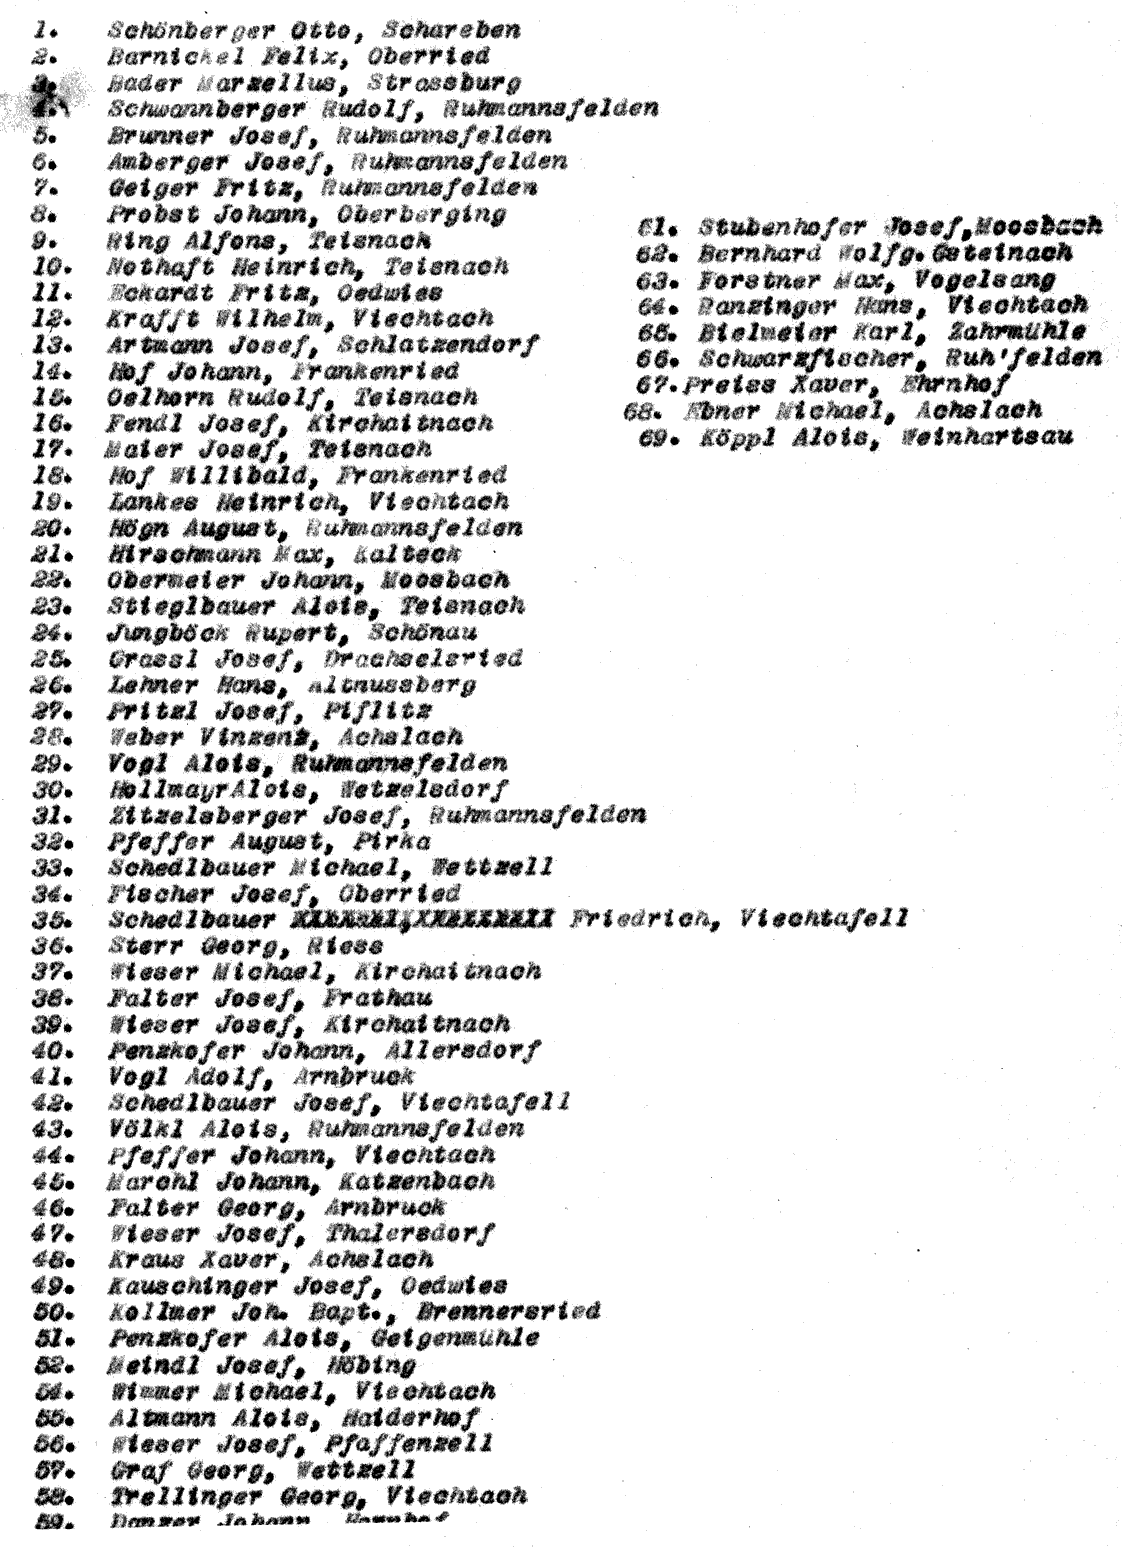 1. Schönberger Otto, Schareben
2. Barnickel Felix, Oberried
3. Bader Marzellus, Strassburg
4. Schwannberger Rudolf, Ruhmannsfelden
5. Brunner Josef, Ruhmannsfelden
6. Amberger Josef, Ruhmannsfelden
7. Geiger Fritz, Ruhmannsfelden
8. Probst Johann, Oberberging
9. Ring Alfons, Teisnach
10. Nothaft Heinrich, Teisnach
11. Eckardt Fritz, Oedwies
12. Krafft Wilhelm, Viechtach
13. Artmann Josef, Schlatzendorf
14. Hof Johann, Frankenried
15. Oelhorn Rudolf, Teisnach
16. Fendl Josef, Kirchaitnach
17. Maier Josef, Teisnach
18. Hof Willibald, Frankenried
19. Lankes Heinrich, Viechtach
20. Högn August, Ruhmannsfelden
21. Hirschmann Max, Kalteck
22. Obermeier Johann, Moosbach
23. Stieglbauer Alois, Teisnach
24. Jungböck Rupert, Schönau
25. Grassl Josef, Drachselsried
26. Lehner Hans, Altnussberg
27. Pritzl Josef, Piflitz
28. Weber Vinzenz, Achslach
29. Vogl Alois, Ruhmannsfelden
30. HollmayrAlois, Wetzelsdorf
31. Zitzelsberger Josef, Ruhmannsfelden
32. Pfeffer August, Pirka
33. Schedlbauer Michael, Wettzell
34. Fischer Josef, Oberried
35. Schedlbauer Friedrich, Viechtafell
36. Sterr Georg, Riess
37. Wieser Michael, Kirchaitnach
38. Falter Josef, Frathau
39. Wieser Josef, Kirchaitnach
40. Penzkofer Johann, Allersdorf
41. Vogl Adolf, Arnbruck
42. Schedlbauer Josef, Viechtafell
43. Völkl Alois, Ruhmannsfelden
44. Pfeffer Johann, Viechtach
45. Marchl Johann, Katzenbach
46. Falter Georg, Arnbruck
47. Wieser Josef, Thalersdorf
48. Kraus Xaver, Achslach
49. Kauschinger Josef, Oedwies
50. Kollmer Joh. Bapt., Brennersried
51. Penzkofer Alois, Geigenmühle
52. Meindl Josef, Höbing
54. Wimmer Michael, Viechtach
55. Altmann Alois, Haiderhof
56. Wieser Josef, Pfaffenzell
57. Graf Georg, Wettzell
58. Trellinger Georg, Viechtach
59. Danzer Johann
61. Stubenhofer Josef,Moosbach
62. Bernhard Wolfg.Gsteinach
63. Forstner Max, Vogelsang
64. Danzinger Hans, Viechtach
65. Bielmeier Karl, Zahrmühle
66. Schwarzfischer, Ruh'felden
67.Preiss Xaver, Ehrnhof
68. Ebner Michael, Achslach
69. Köppl Alois, Weinhartsau